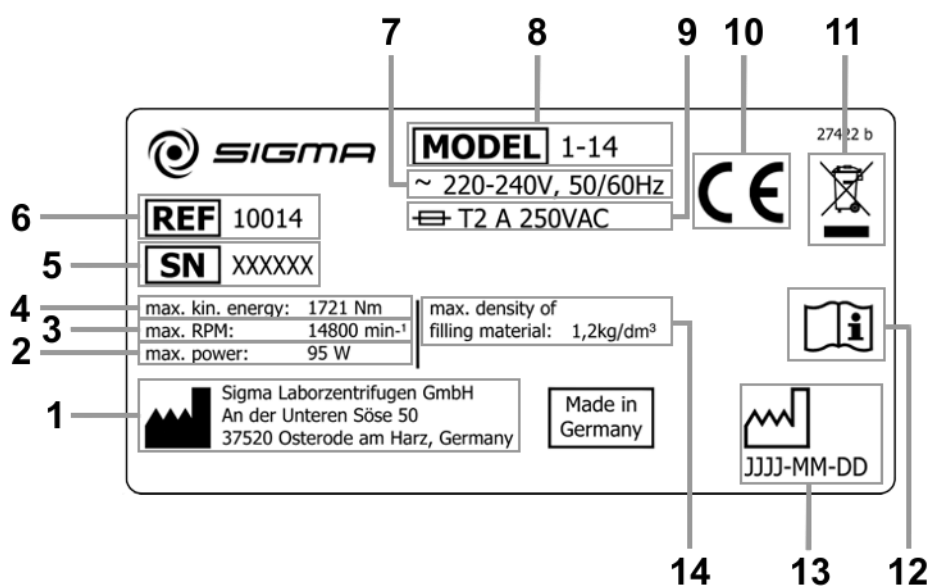 7 8 9 10 11
27422 b
SIGMA
MODEL 1-14
~ 220-240V, 50/60Hz
T2 A 250VAC
CE
6 REF 10014
5 SN XXXXXX
4 max. kin. energy: 1721 Nm
3 max. RPM: 14800 min-¹
2 max. power: 95 W
max. density of
filling material: 1,2kg/dm³
i
1 Sigma Laborzentrifugen GmbH
An der Unteren Söse 50
37520 Osterode am Harz, Germany
Made in
Germany
JJJJ-MM-DD
14 13 12